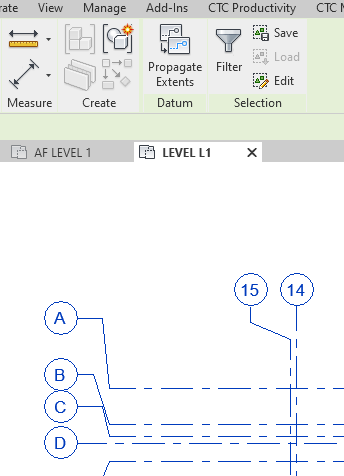 rate View Manage Add-Ins CTC Productivity CTC
Save
Load
Propagate Extents Filter Edit
Measure Create Datum Selection
AF LEVEL 1 LEVEL L1
15 14
A
B
C
D